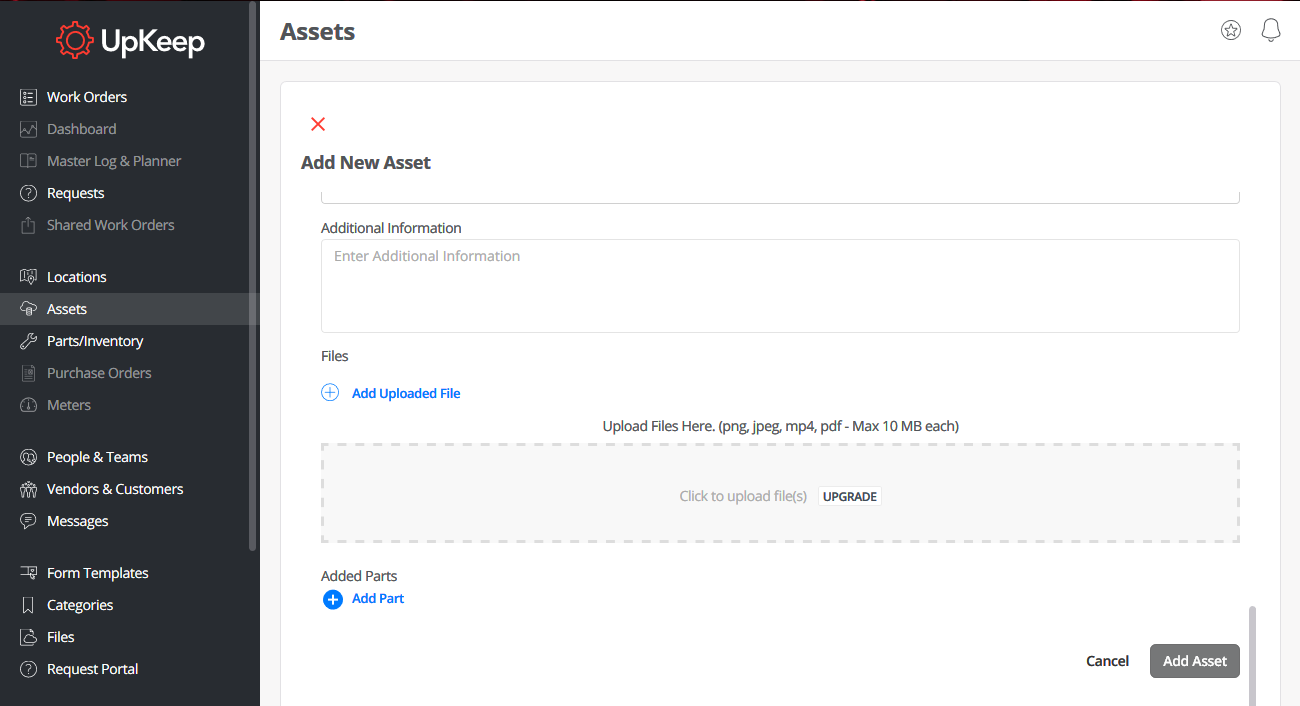 UpKeep
Work Orders
Dashboard
Master Log & Planner
Requests
Shared Work Orders
Locations
Assets
Parts/Inventory
Purchase Orders
Meters
People & Teams
Vendors & Customers
Messages
Form Templates
Categories
Files
Request Portal
Assets
Add New Asset
Additional Information
Enter Additional Information
Files
Add Uploaded File
Upload Files Here. (png, jpeg, mp4, pdf - Max 10 MB each)
Click to upload file(s) UPGRADE
Added Parts
Add Part
Cancel Add Asset